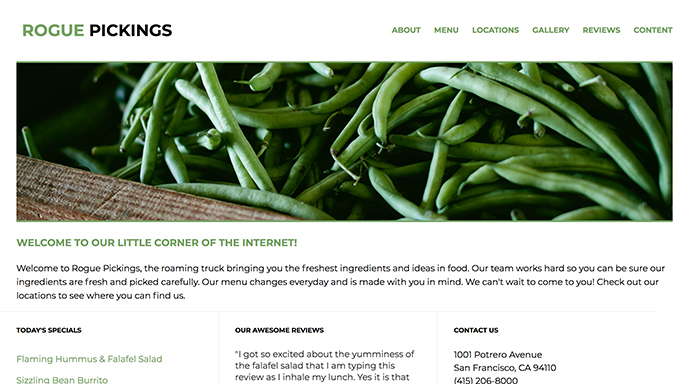 ROGUE PICKINGS
ABOUT MENU LOCATIONS GALLERY REVIEWS CONTENT
WELCOME TO OUR LITTLE CORNER OF THE INTERNET!
Welcome to Rogue Pickings, the roaming truck bringing you the freshest ingredients and ideas in food. Our team works hard so you can be sure our
ingredients are fresh and picked carefully. Our menu changes everyday and is made with you in mind. We can't wait to come to you! Check out our
locations to see where you can find us.
TODAY'S SPECIALS
Flaming Hummus & Falafel Salad
Sizzling Bean Burrito
OUR AWESOME REVIEWS
"I got so excited about the yumminess of
the falafel salad that I am typing this
review as I inhale my lunch. Yes it is that
CONTACT US
1001 Potrero Avenue
San Francisco, CA 94110
(415) 206-8000